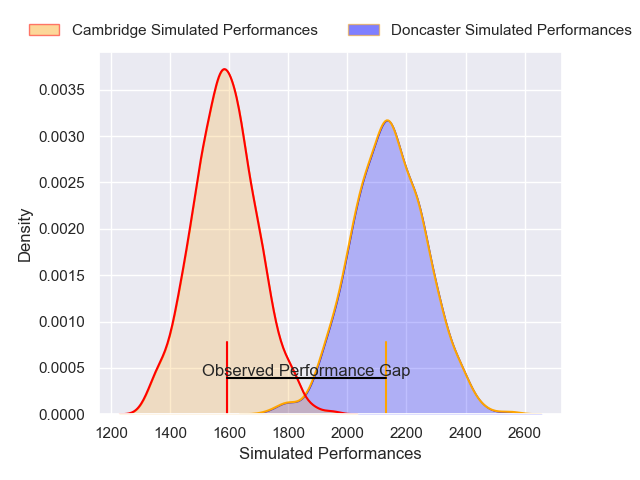 Cambridge Simulated Performances Doncaster Simulated Performances
0.0035
0.0030
0.0025
0.0020
0.0015
0.0010
0.0005
0.0000
Density
Observed Performance Gap
1200 1400 1600 1800 2000 2200 2400 2600
Simulated Performances